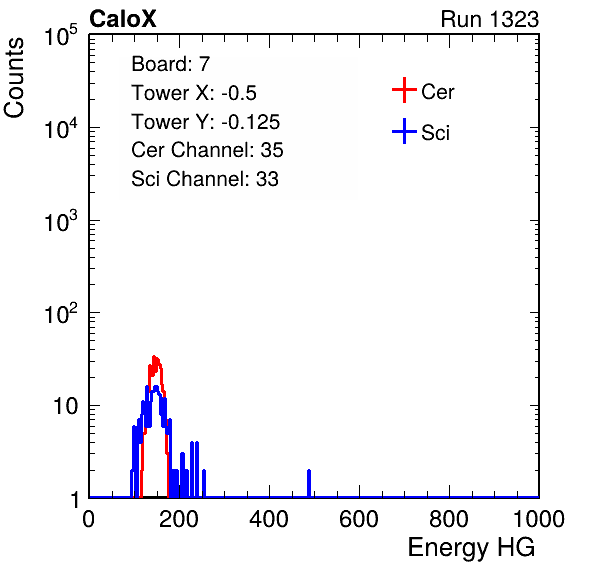 CaloX Run 1323
Counts
10^5
10^4
10^3
10^2
10
1
Board: 7
Tower X: -0.5
Tower Y: -0.125
Cer Channel: 35
Sci Channel: 33
Cer
Sci
0 200 400 600 800 1000
Energy HG